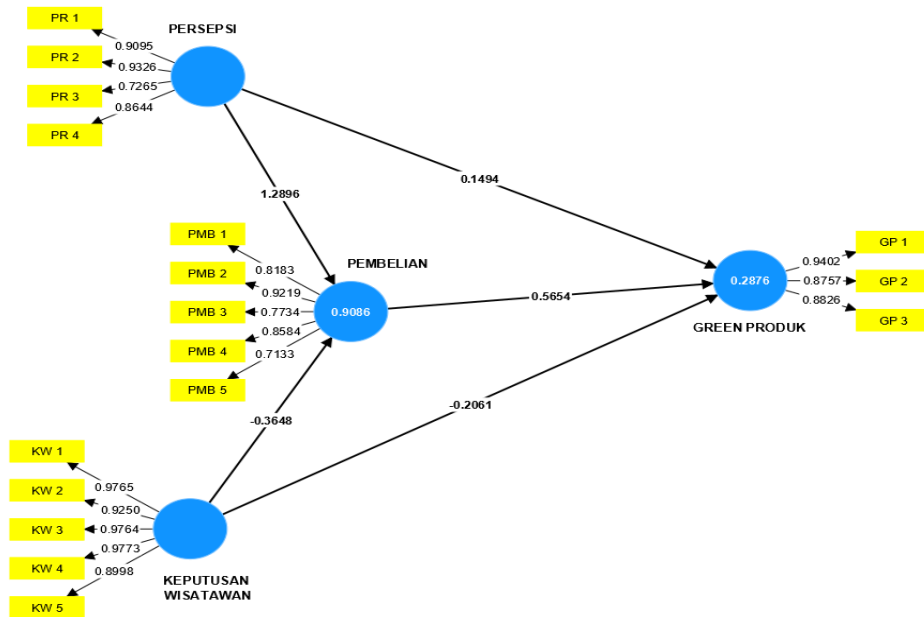 PR 1
PERSEPSI
0.9095
PR 2
0.9326
0.7265
PR 3
0.8644
PR 4
0.1494
1.2896
PMB 1
PEMBELIAN
0.8183
PMB 2
0.9219
PMB 3
0.7734
0.9086
0.8584
PMB 4
0.7133
PMB 5
0.5654
GP 1
0.9402
0.2876
0.8757
GP 2
0.8826
GP 3
GREEN PRODUK
-0.3648
-0.2061
KW 1
0.9765
KW 2
0.9250
KW 3
0.9764
0.9773
KW 4
0.8998
KW 5
KEPUTUSAN
WISATAWAN